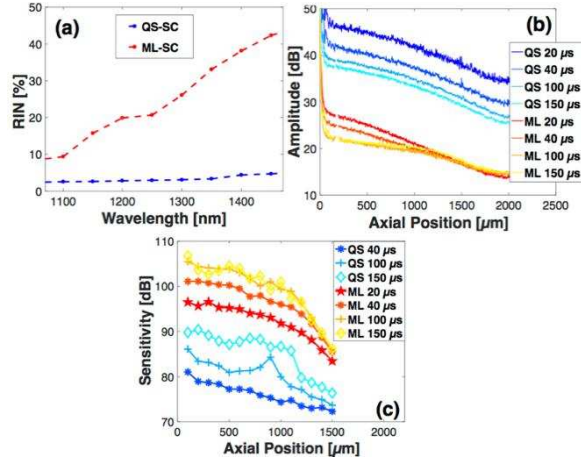 (a)
QS-SC
ML-SC
RIN [%]
50
40
30
20
10
0
1100
1200
1300
1400
Wavelength [nm]
(b)
Amplitude [dB]
50
40
30
20
10
0
500
1000
1500
2000
2500
Axial Position [µm]
QS 20 µs
QS 40 µs
QS 100 µs
QS 150 µs
ML 20 µs
ML 40 µs
ML 100 µs
ML 150 µs
(c)
Sensitivity [dB]
110
100
90
80
70
60
0
500
1000
1500
2000
Axial Position [µm]
QS 40 µs
QS 100 µs
QS 150 µs
ML 20 µs
ML 40 µs
ML 100 µs
ML 150 µs